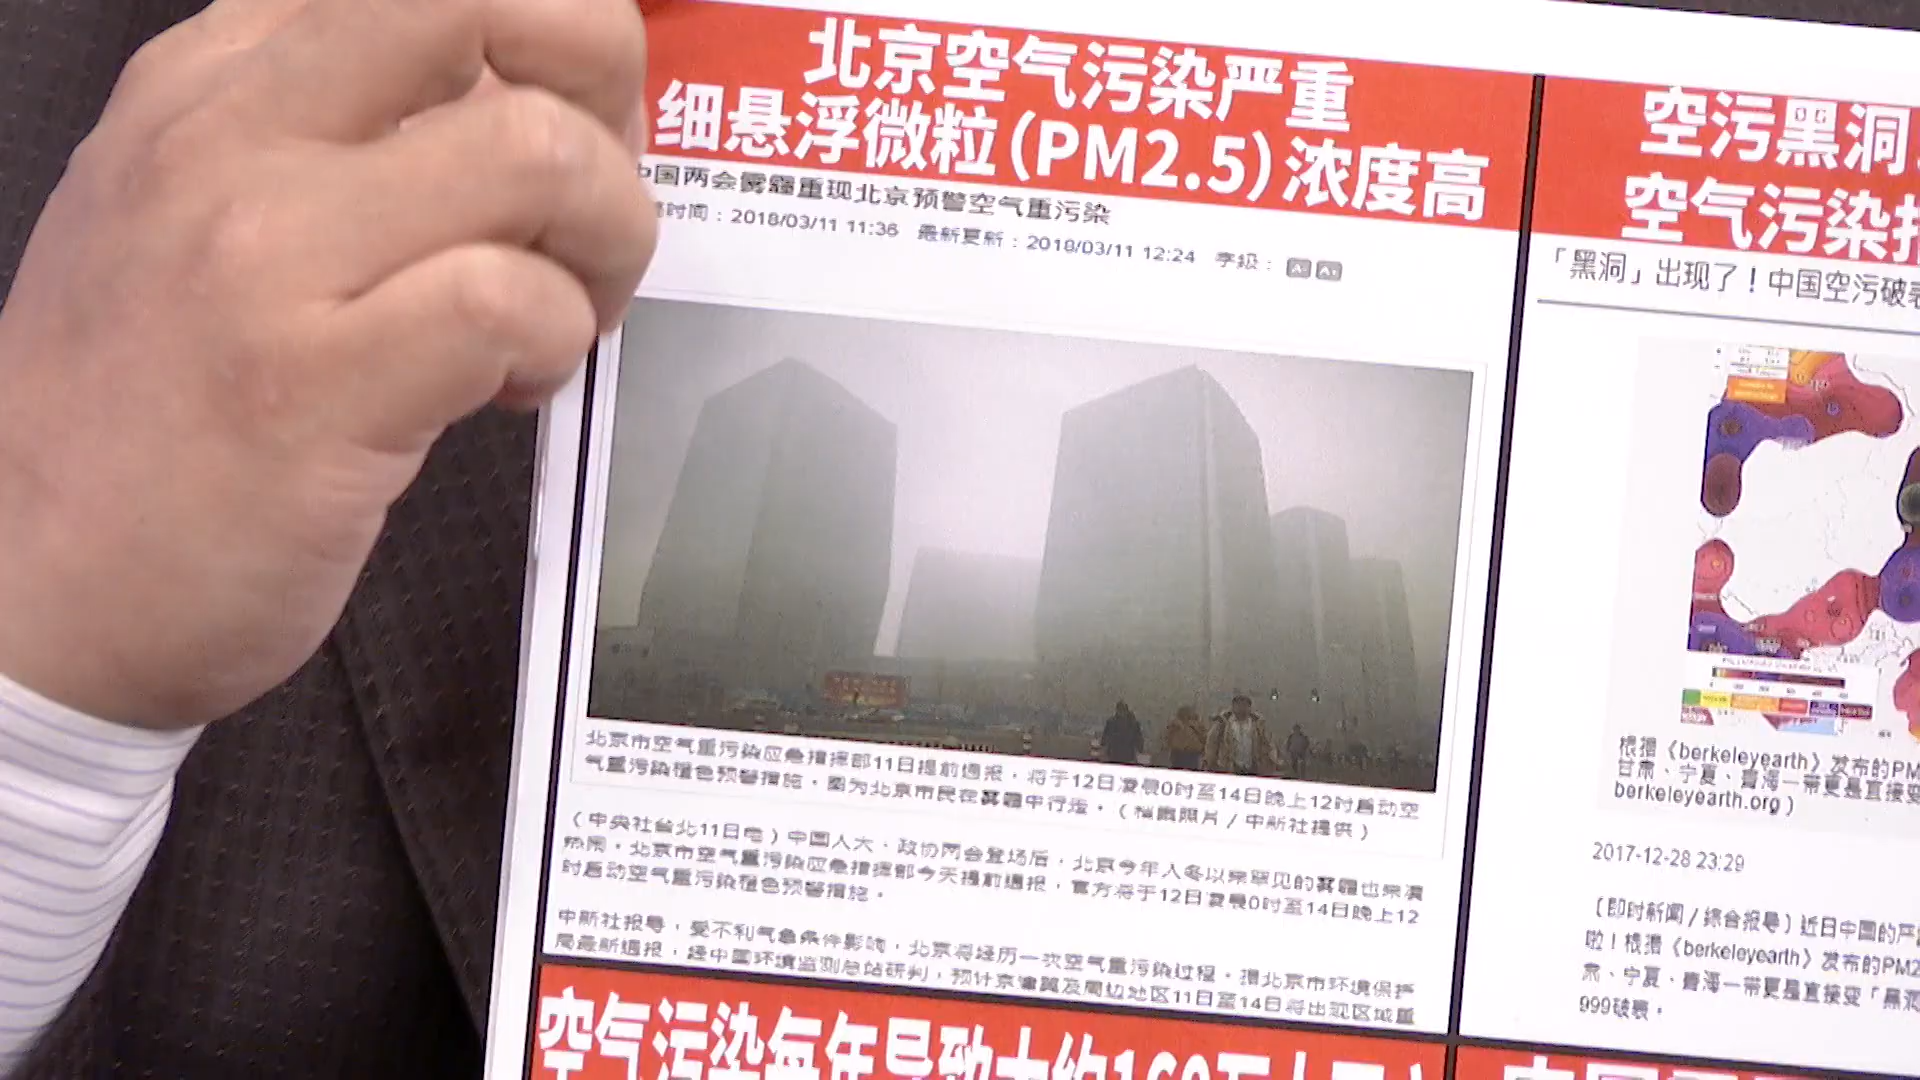 北京空气污染严重
细悬浮微粒(PM2.5)浓度高
中国两会雾霾重现北京预警空气重污染
时间：2018/03/11 11:36 最新更新：2018/03/11 12:24 字级：
北京市空气重污染应急指挥部11日提前通报，将于12日凌晨0时至14日晚上12时启动空
气重污染橙色预警措施。图为北京市民在雾霾中行走。（档案照片／中新社提供）
（中央社台北11日电）中国人大、政协两会登场后，北京今年入冬以来罕见的雾霾也来凑
热闹。北京市空气重污染应急指挥部今天提前通报，官方将于12日凌晨0时至14日晚上12
时启动空气重污染橙色预警措施。
中新社报导，受不利气象条件影响，北京将经历一次空气重污染过程。据北京市环境保护
局最新通报，经中国环境监测总站研判，预计京津冀及周边地区11日至14日将出现区域重
空气污染每年导致大约160万人
空污黑洞
空气污染指
「黑洞」出现了！中国空污破表
根据《berkeleyearth》发布的PM
甘肃、宁夏、青海一带更是直接变
berkeleyearth.org）
2017-12-28 23:29
〔即时新闻／综合报导〕近日中国的严
啦！根据《berkeleyearth》发布的PM2
肃、宁夏、青海一带更是直接变「黑洞
999破表。